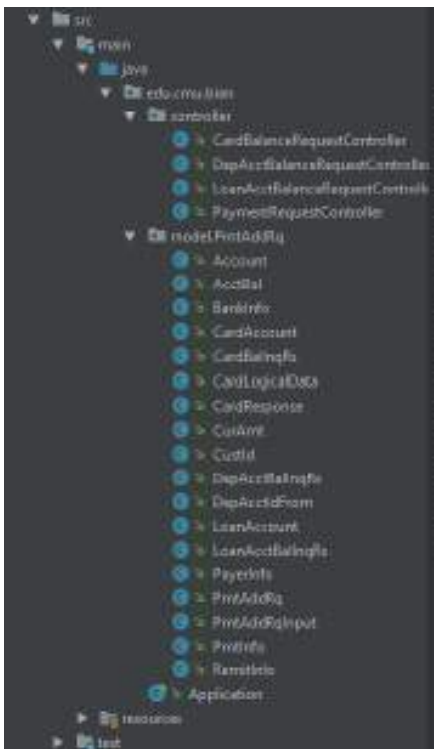 src
main
java
edu.cmu.bian
controller
CardBalanceRequestController
DepAcctBalanceRequestController
LoanAcctBalanceRequestControlle
PaymentRequestController
model.PmtAddRq
Account
AcctBal
BankInfo
CardAccount
CardBalInqRs
CardLogicalData
CardResponse
CurAmt
CustId
DepAcctBalInqRs
DepAcctIdFrom
LoanAccount
LoanAcctBalInqRs
PayerInfo
PmtAddRq
PmtAddRqInput
PmtInfo
RemitInfo
Application
resources
test